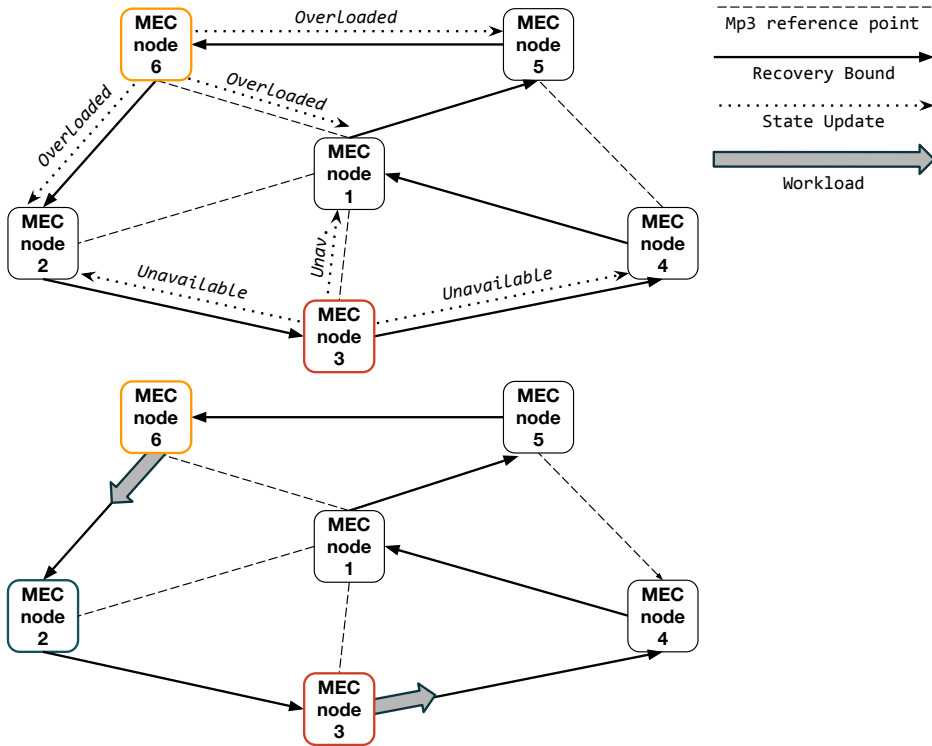 MEC
node
6
Overloaded
MEC
node
5
Overloaded
Overloaded
MEC
node
1
MEC
node
2
Unav.
MEC
node
4
Unavailable
Unavailable
MEC
node
3
Mp3 reference point
Recovery Bound
State Update
Workload
MEC
node
6
MEC
node
5
MEC
node
1
MEC
node
2
MEC
node
4
MEC
node
3